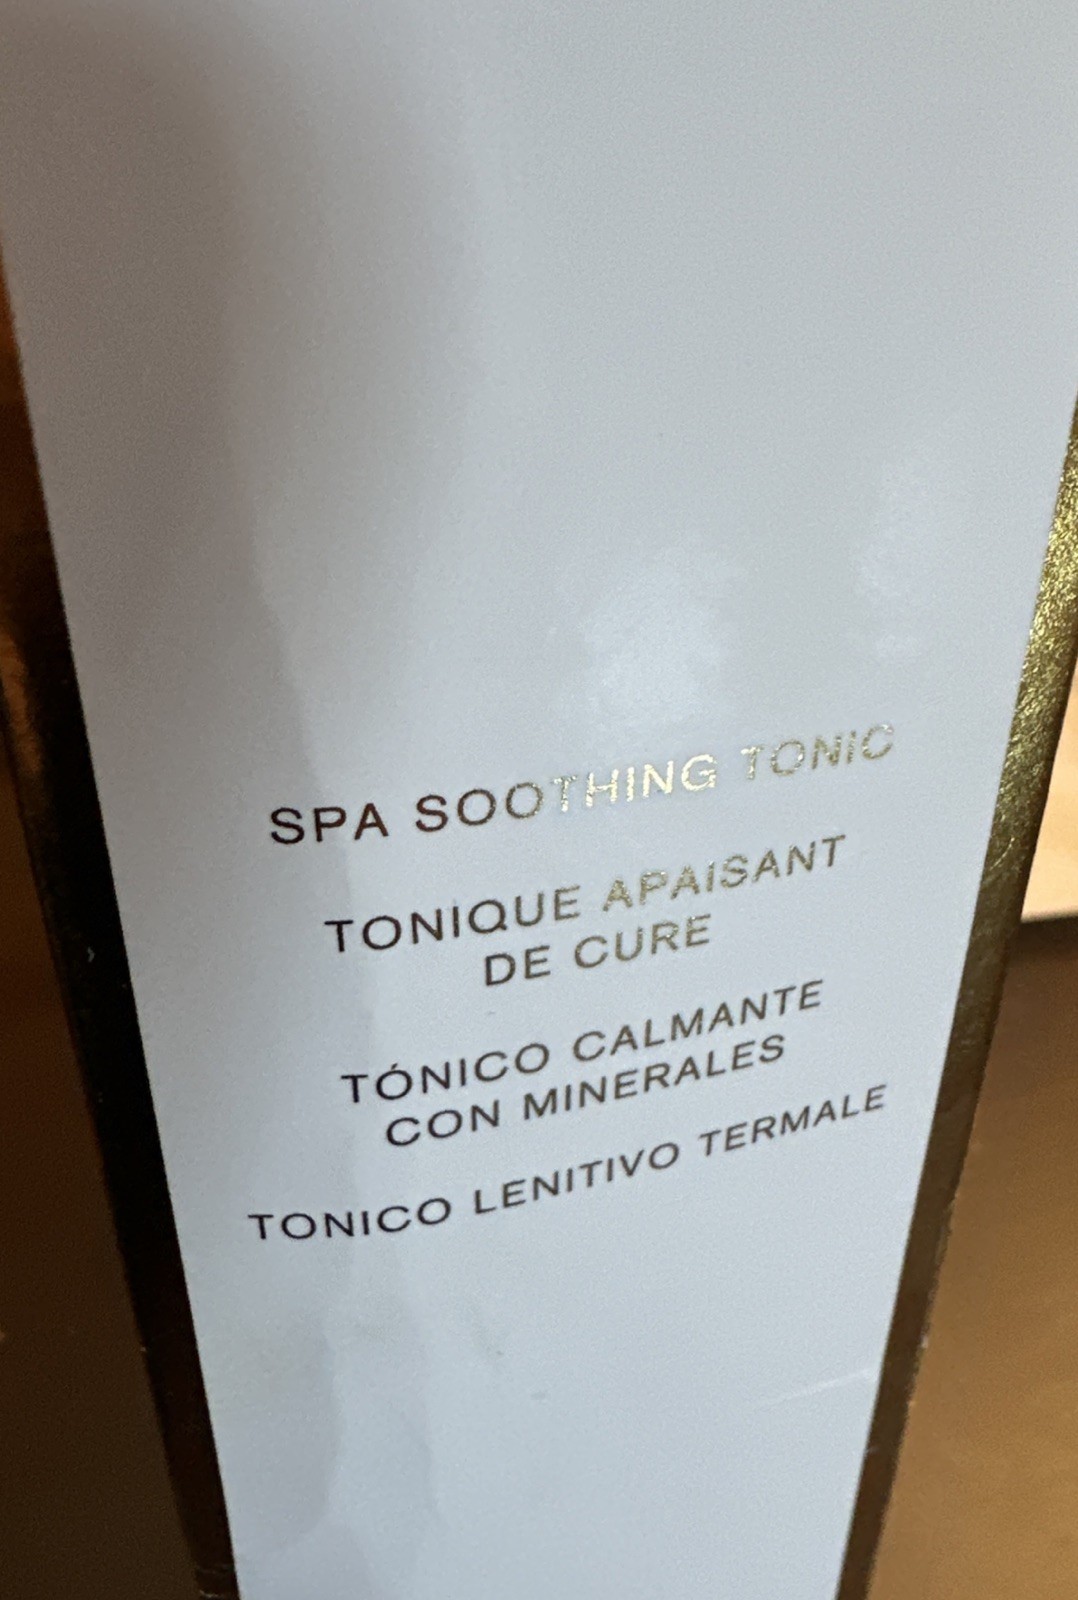 SPA SOOTHING TONIC
TONIQUE APAISANT
DE CURE
TÓNICO CALMANTE
CON MINERALES
TONICO LENITIVO TERMALE